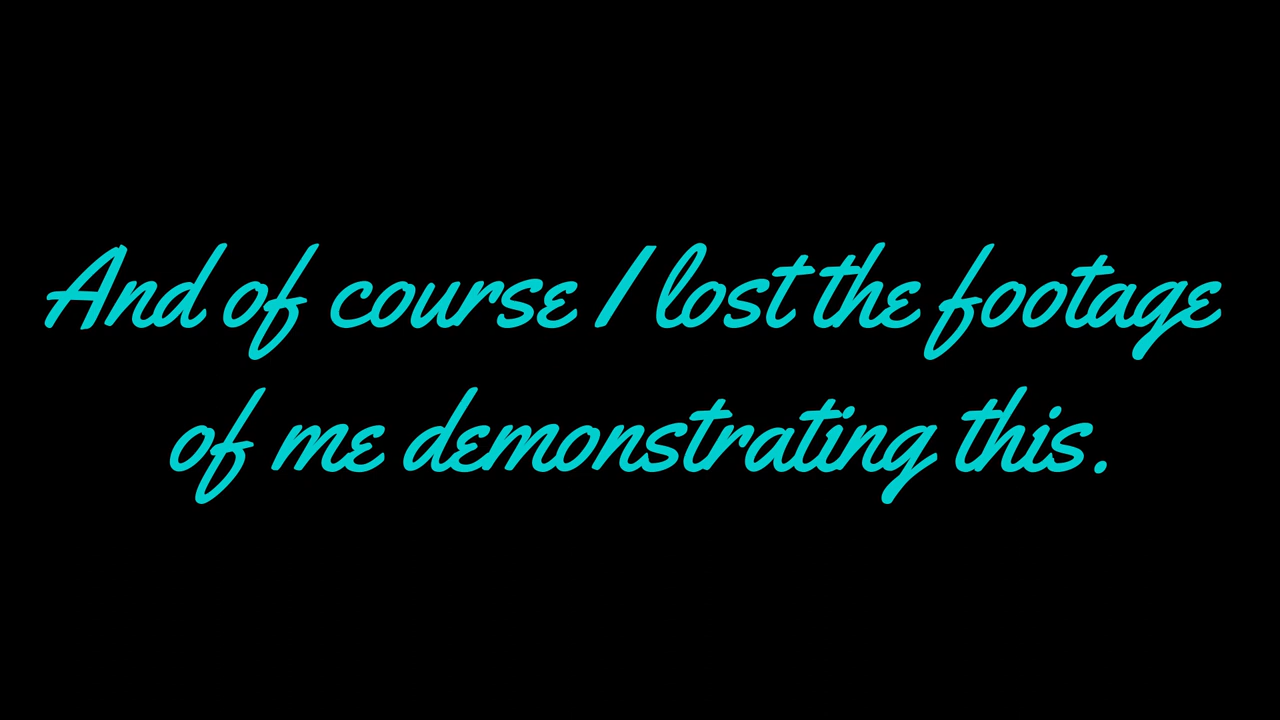 And of course I lost the footage
of me demonstrating this.